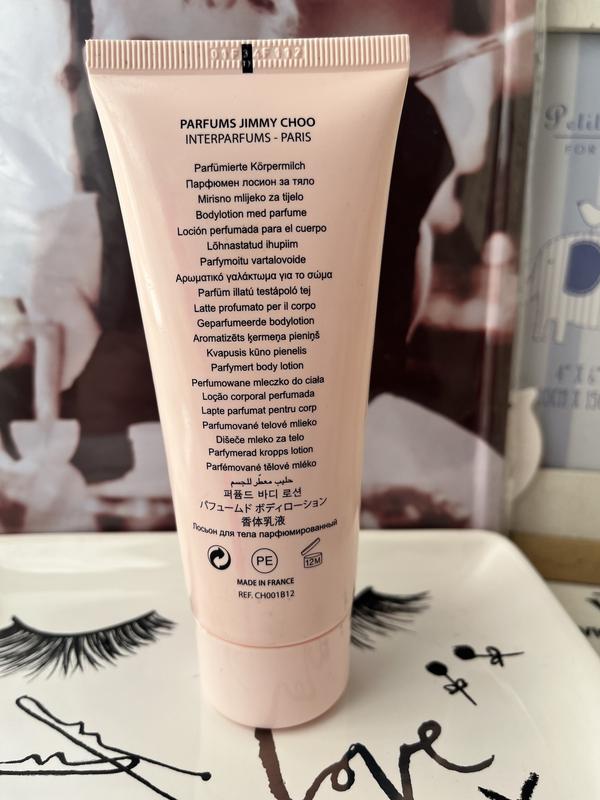 PARFUMS JIMMY CHOO
INTERPARFUMS - PARIS
Parfümierte Körpermilch
Парфюмен лосион за тяло
Mirisno mlijeko za tijelo
Bodylotion med parfume
Loción perfumada para el cuerpo
Lõhnastatud ihupiim
Parfymoitu vartalovoide
Αρωματικό γαλάκτωμα για το σώμα
Parfüm illatú testápoló tej
Latte profumato per il corpo
Geparfumeerde bodylotion
Aromatizēts ķermeņa pieniņš
Kvapusis kūno pienelis
Parfymert body lotion
Perfumowane mleczko do ciała
Loção corporal perfumada
Lapte parfumat pentru corp
Parfumované telové mlieko
Dišeče mleko za telo
Parfymerad kropps lotion
Parfémované tělové mléko
حليب معطّر للجسم
퍼퓸드 바디 로션
パフュームド ボディローション
香体乳液
Лосьон для тела парфюмированный
PE
12M
MADE IN FRANCE
REF. CH001B12
FOR
4" X 6"
love